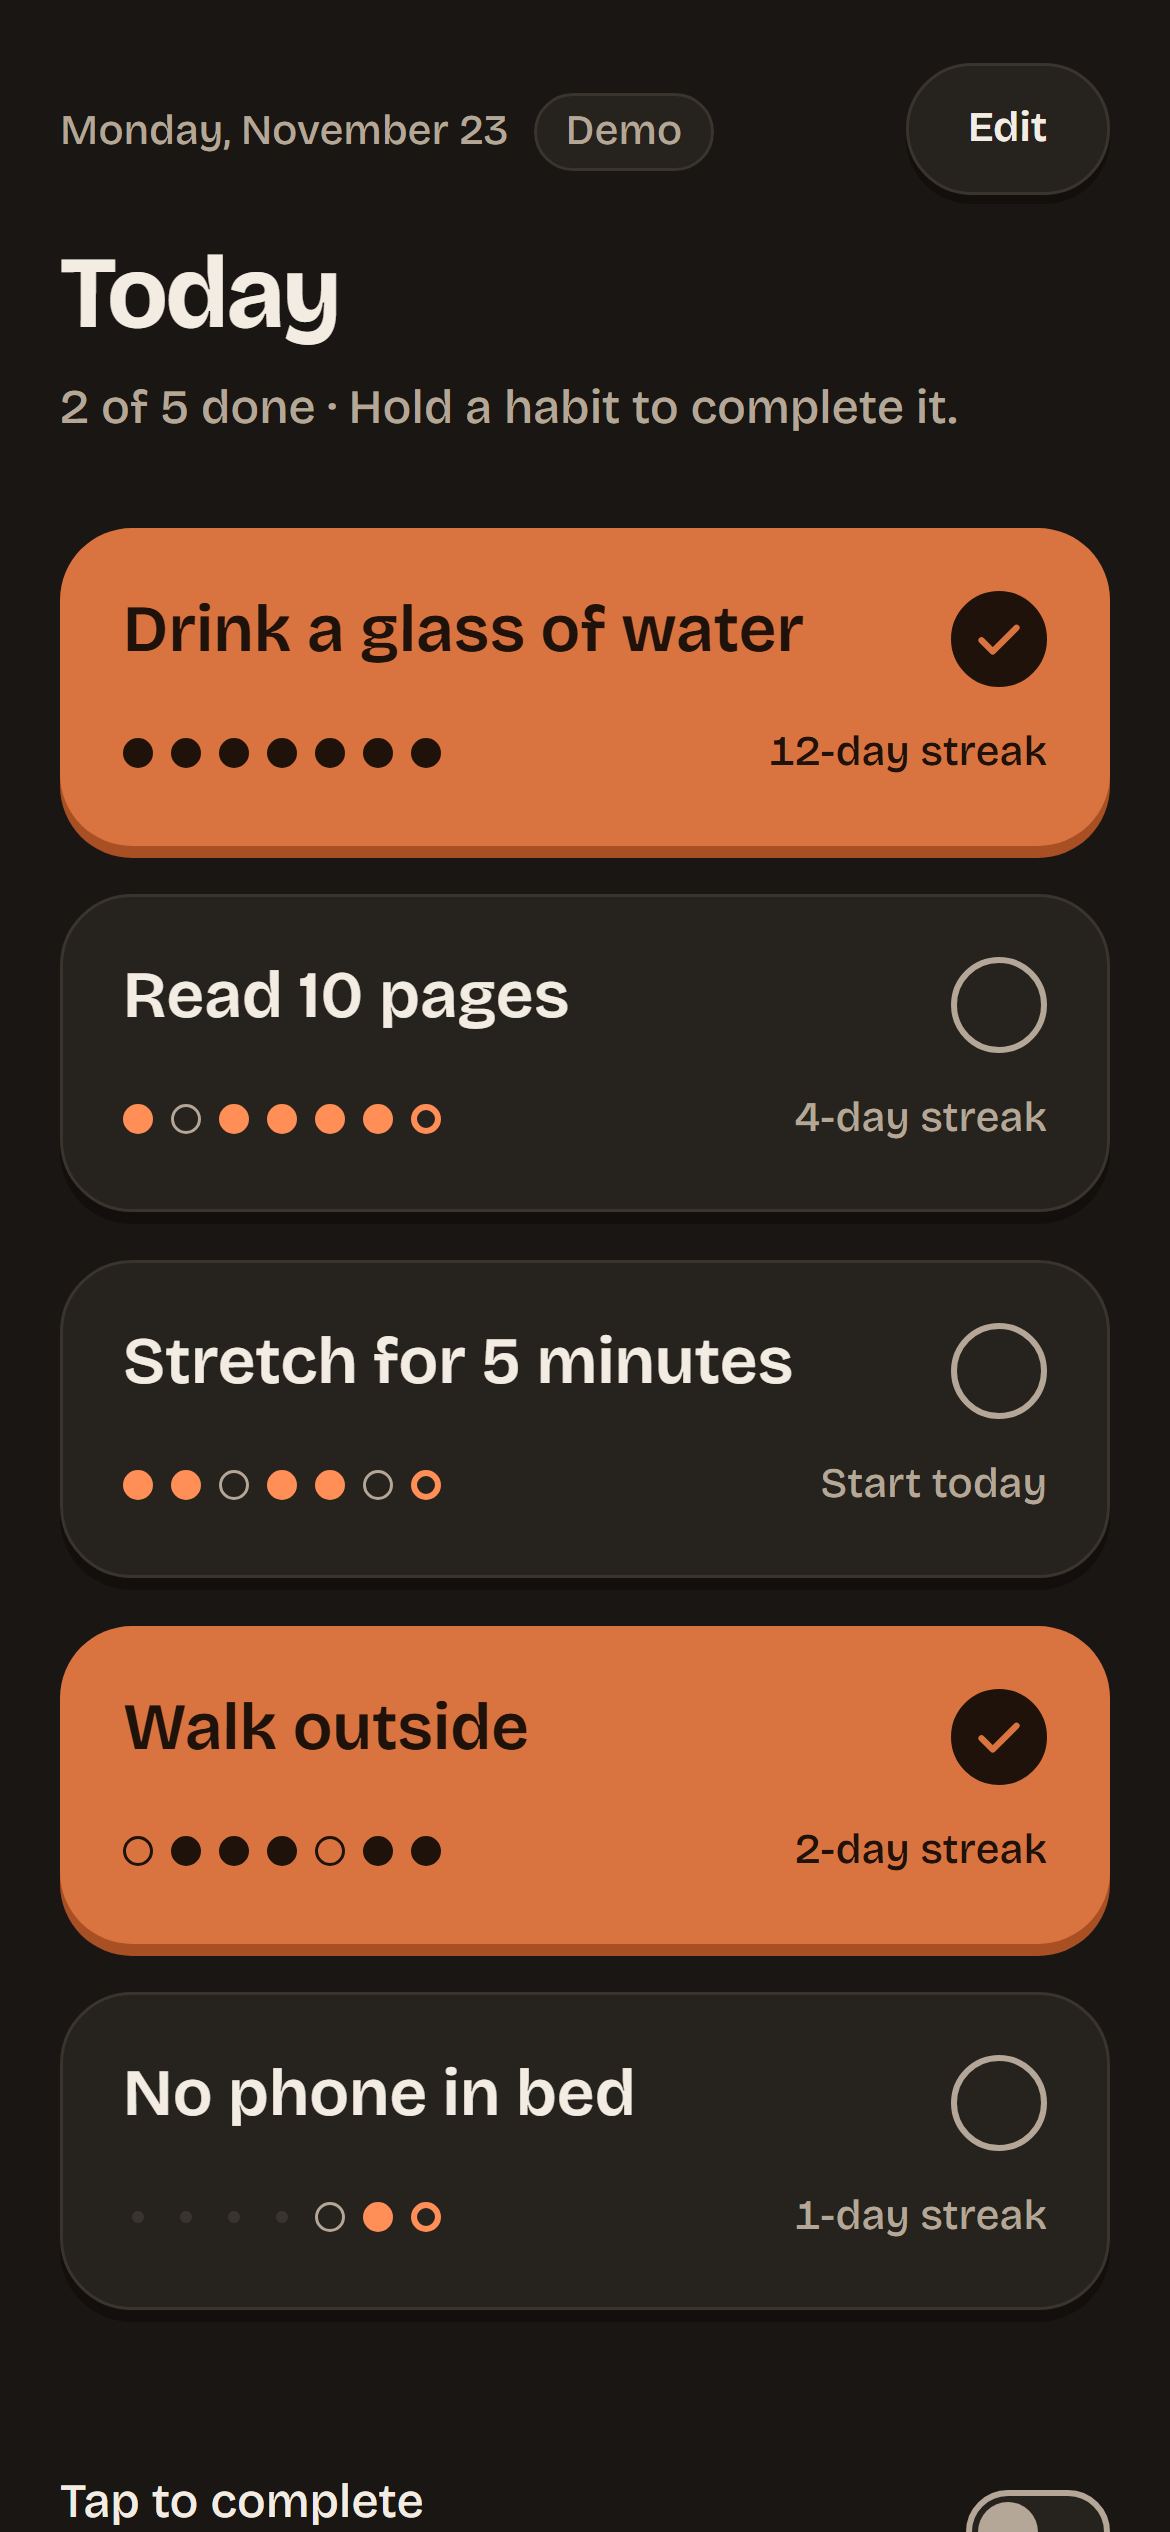 Monday, November 23 Demo Edit
Today
2 of 5 done · Hold a habit to complete it.
Drink a glass of water
12-day streak
Read 10 pages
4-day streak
Stretch for 5 minutes
Start today
Walk outside
2-day streak
No phone in bed
1-day streak
Tap to complete